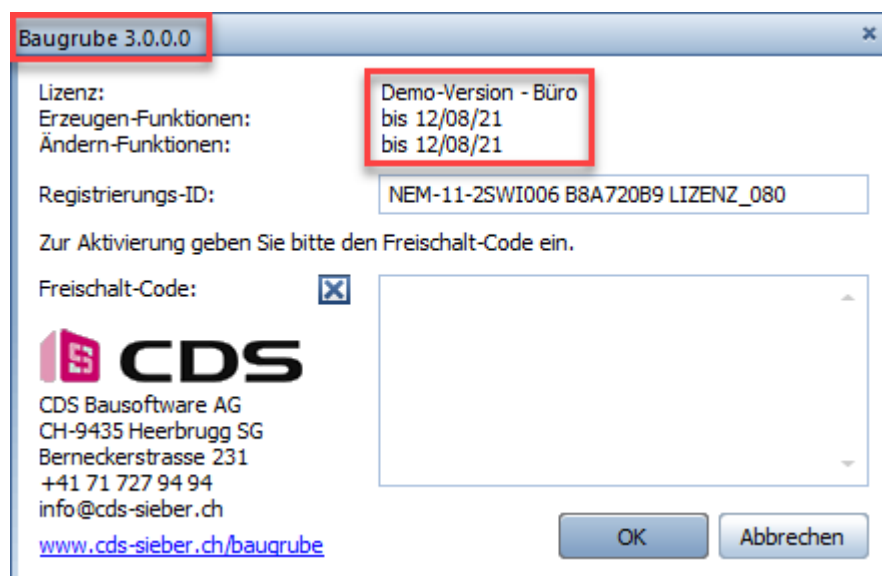 Baugrube 3.0.0.0
Lizenz: Demo-Version - Büro
Erzeugen-Funktionen: bis 12/08/21
Ändern-Funktionen: bis 12/08/21
Registrierungs-ID: NEM-11-2SWI006 B8A720B9 LIZENZ_080
Zur Aktivierung geben Sie bitte den Freischalt-Code ein.
Freischalt-Code:
CDS
CDS Bausoftware AG
CH-9435 Heerbrugg SG
Berneckerstrasse 231
+41 71 727 94 94
info@cds-sieber.ch
www.cds-sieber.ch/baugrube
OK Abbrechen